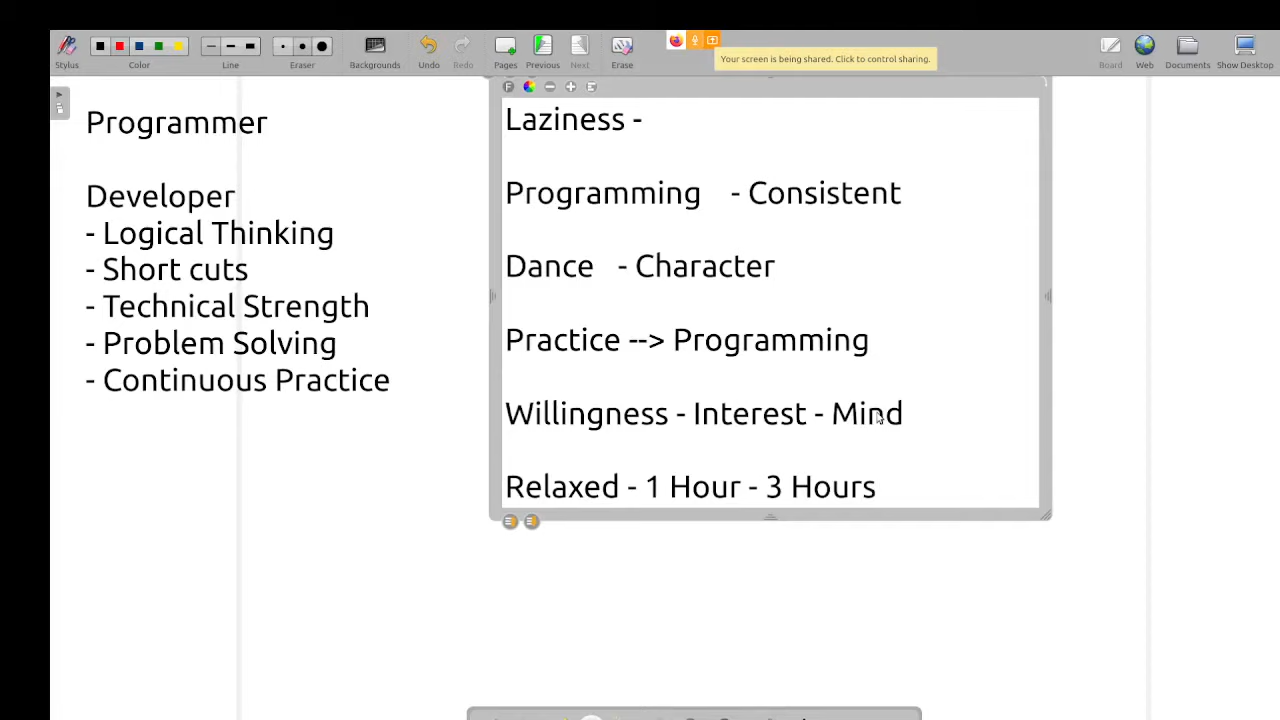 Stylus
Color
Line
Eraser
Backgrounds
Undo
Redo
Pages
Previous
Next
Erase
Your screen is being shared. Click to control sharing.
Board
Web
Documents
Show Desktop
Programmer
Developer
- Logical Thinking
- Short cuts
- Technical Strength
- Problem Solving
- Continuous Practice
Laziness -
Programming - Consistent
Dance - Character
Practice --> Programming
Willingness - Interest - Mind
Relaxed - 1 Hour - 3 Hours